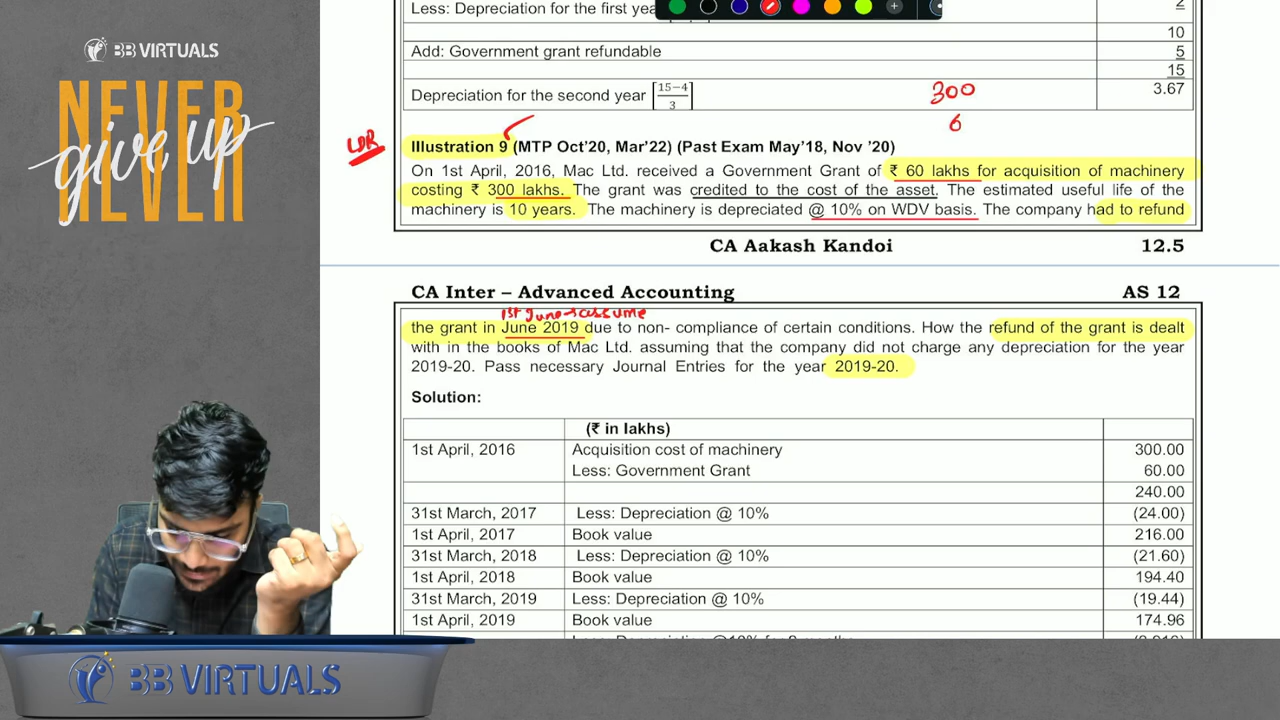 BB VIRTUALS
NEVER
give up
NEVER
Less: Depreciation for the first year
2
10
Add: Government grant refundable
5
15
Depreciation for the second year [15−4/3]
3.67
300
6
LDR
Illustration 9 (MTP Oct'20, Mar'22) (Past Exam May'18, Nov '20)
On 1st April, 2016, Mac Ltd. received a Government Grant of ₹ 60 lakhs for acquisition of machinery
costing ₹ 300 lakhs. The grant was credited to the cost of the asset. The estimated useful life of the
machinery is 10 years. The machinery is depreciated @ 10% on WDV basis. The company had to refund
CA Aakash Kandoi 12.5
CA Inter – Advanced Accounting AS 12
1st June → assume
the grant in June 2019 due to non- compliance of certain conditions. How the refund of the grant is dealt
with in the books of Mac Ltd. assuming that the company did not charge any depreciation for the year
2019-20. Pass necessary Journal Entries for the year 2019-20.
Solution:
(₹ in lakhs)
1st April, 2016 Acquisition cost of machinery 300.00
Less: Government Grant 60.00
240.00
31st March, 2017 Less: Depreciation @ 10% (24.00)
1st April, 2017 Book value 216.00
31st March, 2018 Less: Depreciation @ 10% (21.60)
1st April, 2018 Book value 194.40
31st March, 2019 Less: Depreciation @ 10% (19.44)
1st April, 2019 Book value 174.96
BB VIRTUALS